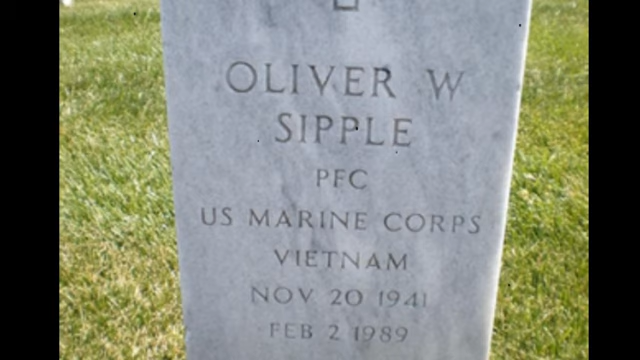 OLIVER W
SIPPLE
PFC
US MARINE CORPS
VIETNAM
NOV 20 1941
FEB 2 1989